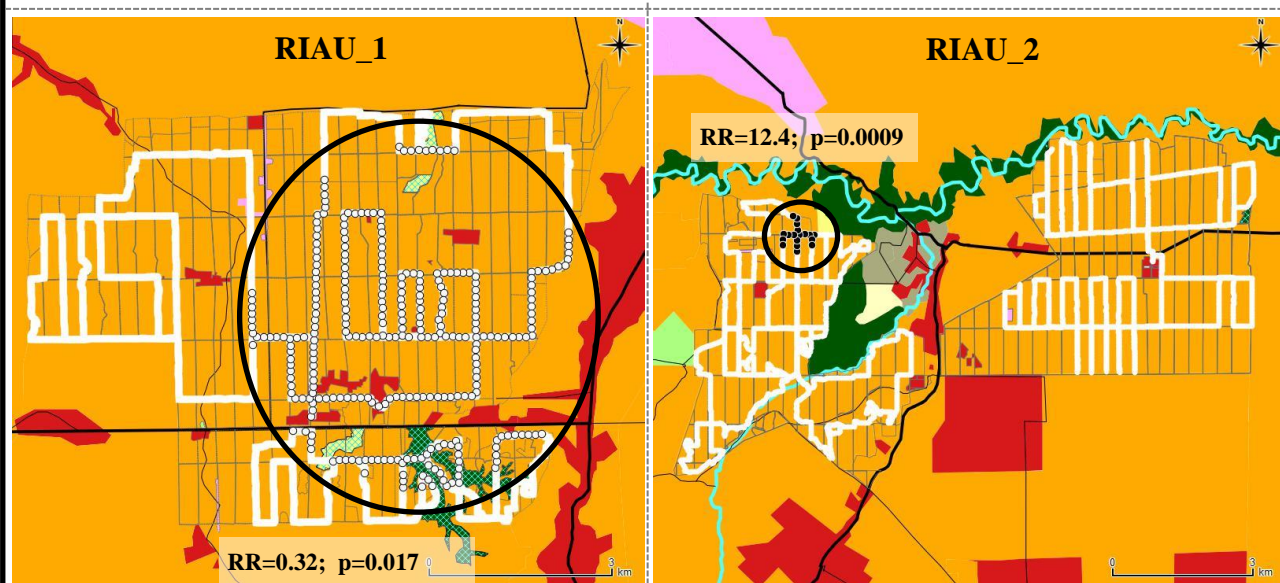 RIAU_1
N
RR=0.32; p=0.017
0
3
km
RIAU_2
N
RR=12.4; p=0.0009
0
3
km